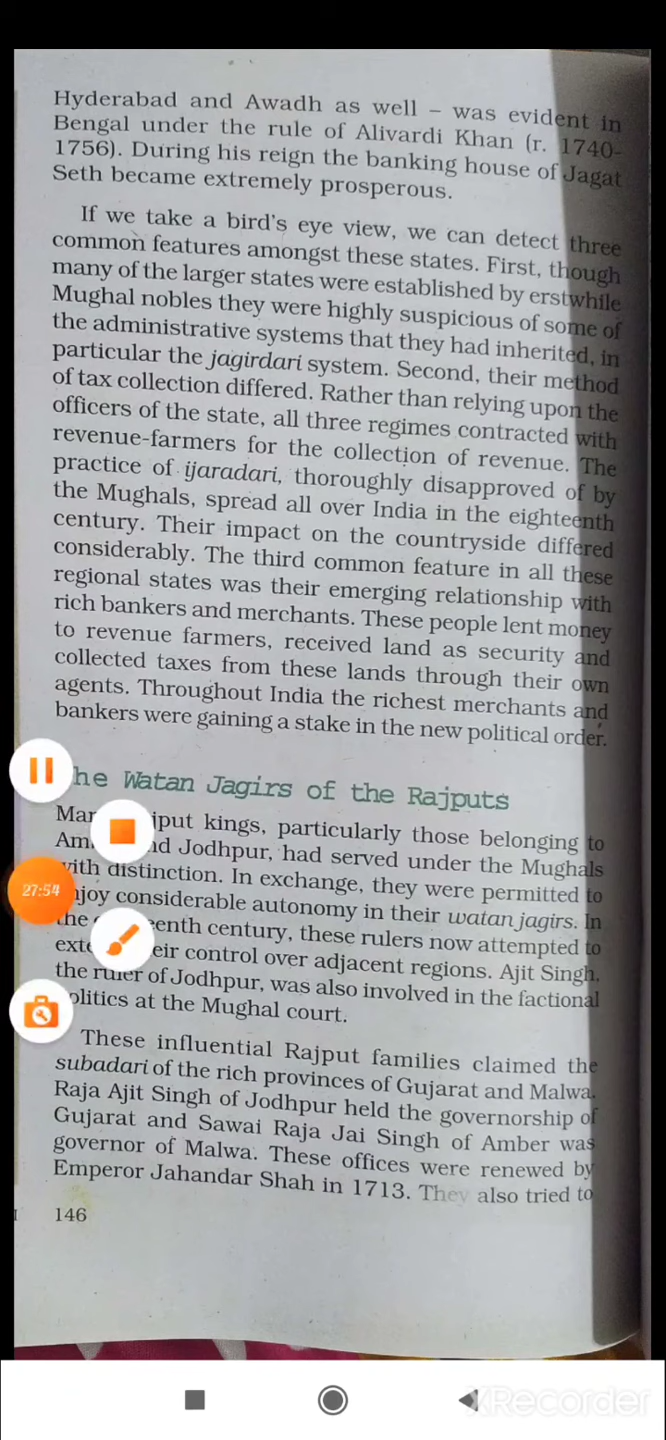 Hyderabad and Awadh as well – was evident in
Bengal under the rule of Alivardi Khan (r. 1740-
1756). During his reign the banking house of Jagat
Seth became extremely prosperous.
If we take a bird's eye view, we can detect three
common features amongst these states. First, though
many of the larger states were established by erstwhile
Mughal nobles they were highly suspicious of some of
the administrative systems that they had inherited, in
particular the jagirdari system. Second, their method
of tax collection differed. Rather than relying upon the
officers of the state, all three regimes contracted with
revenue-farmers for the collection of revenue. The
practice of ijaradari, thoroughly disapproved of by
the Mughals, spread all over India in the eighteenth
century. Their impact on the countryside differed
considerably. The third common feature in all these
regional states was their emerging relationship with
rich bankers and merchants. These people lent money
to revenue farmers, received land as security and
collected taxes from these lands through their own
agents. Throughout India the richest merchants and
bankers were gaining a stake in the new political order.
he Watan Jagirs of the Rajputs
kings, particularly those belonging to
Jodhpur, had served under the Mughals
with distinction. In exchange, they were permitted to
njoy considerable autonomy in their watan jagirs. In
the eenth century, these rulers now attempted to
ext eir control over adjacent regions. Ajit Singh,
the ruler of Jodhpur, was also involved in the factional
olitics at the Mughal court.
These influential Rajput families claimed the
subadari of the rich provinces of Gujarat and Malwa.
Raja Ajit Singh of Jodhpur held the governorship of
Gujarat and Sawai Raja Jai Singh of Amber was
governor of Malwa. These offices were renewed by
Emperor Jahandar Shah in 1713. They also tried to
146
27:54
XRecorder